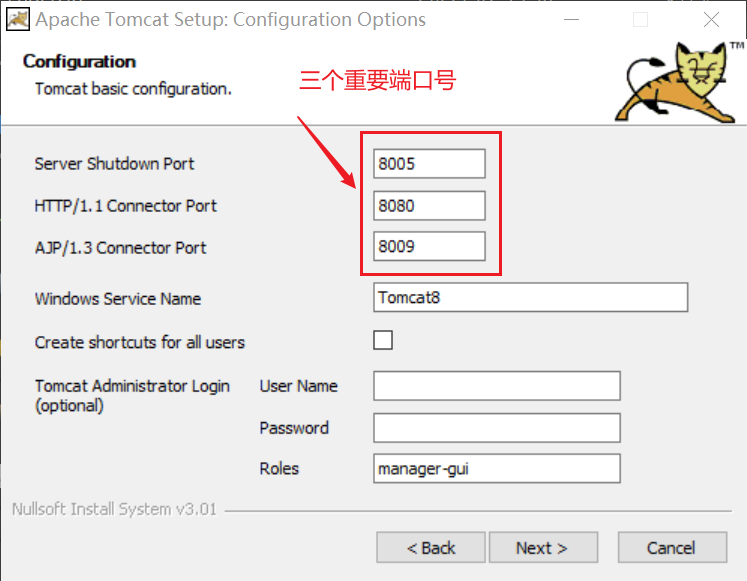 Apache Tomcat Setup: Configuration Options
Configuration
Tomcat basic configuration.
三个重要端口号
TM
Server Shutdown Port 8005
HTTP/1.1 Connector Port 8080
AJP/1.3 Connector Port 8009
Windows Service Name Tomcat8
Create shortcuts for all users
Tomcat Administrator Login (optional) User Name
Password
Roles manager-gui
Nullsoft Install System v3.01
< Back Next > Cancel